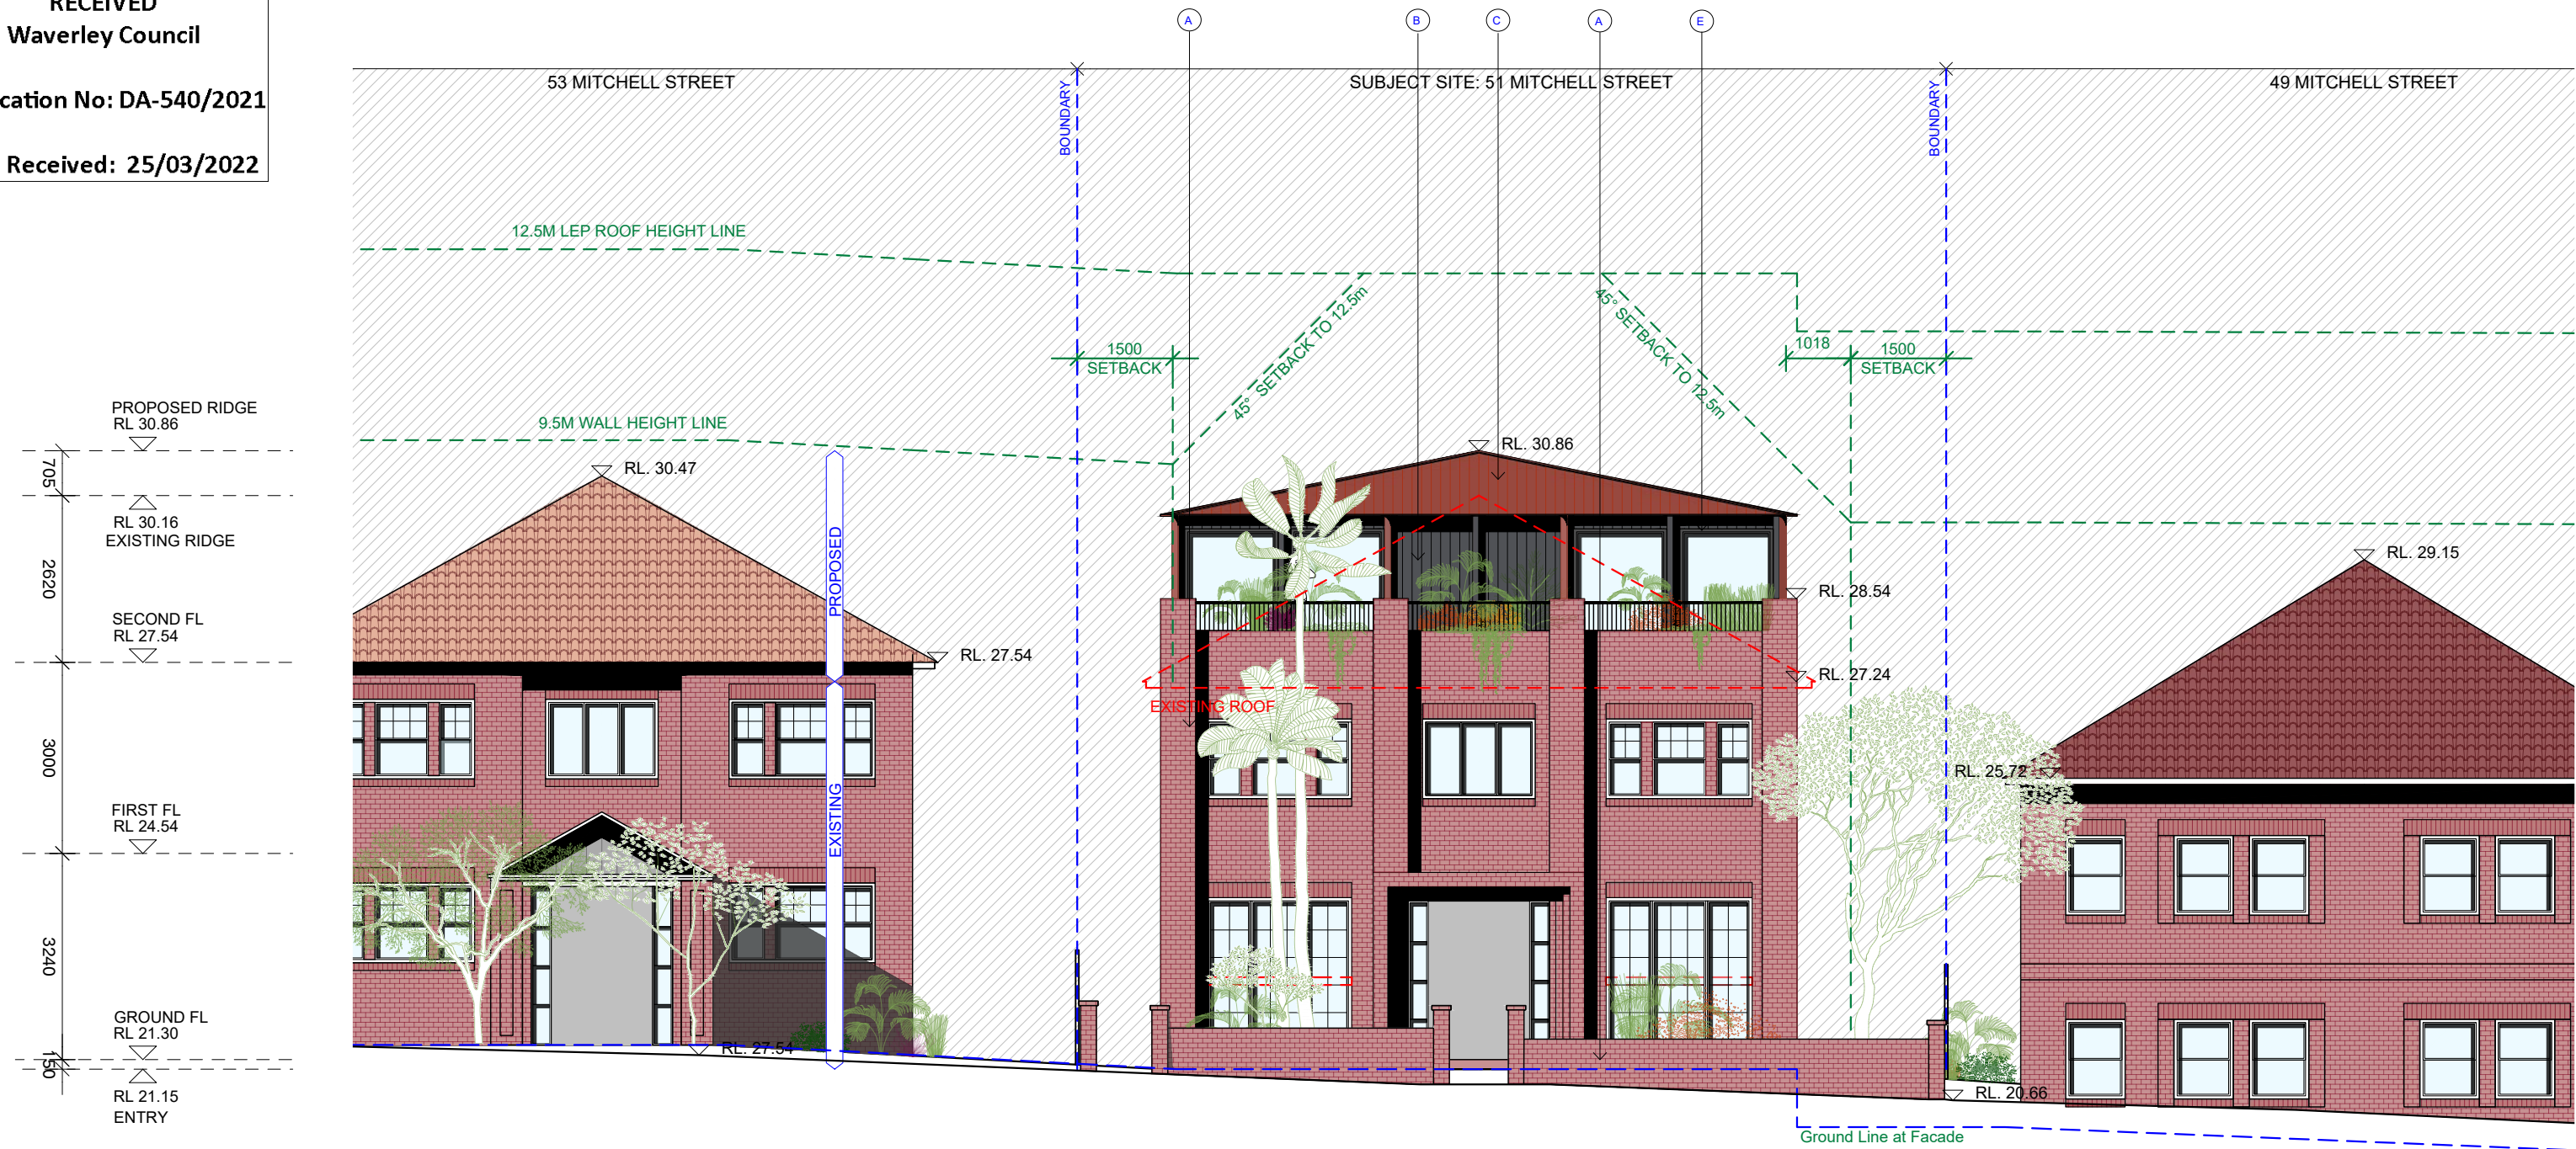 RECEIVED
Waverley Council
cation No: DA-540/2021
Received: 25/03/2022
A
B
C
A
E
53 MITCHELL STREET
BOUNDARY
SUBJECT SITE: 51 MITCHELL STREET
BOUNDARY
49 MITCHELL STREET
12.5M LEP ROOF HEIGHT LINE
45° SETBACK TO 12.5m
45° SETBACK TO 12.5m
1500
SETBACK
1018
1500
SETBACK
9.5M WALL HEIGHT LINE
PROPOSED RIDGE
RL 30.86
705
RL 30.16
EXISTING RIDGE
2620
SECOND FL
RL 27.54
3000
FIRST FL
RL 24.54
3240
GROUND FL
RL 21.30
150
RL 21.15
ENTRY
RL. 30.47
RL. 27.54
PROPOSED
EXISTING
RL. 27.54
RL. 30.86
RL. 28.54
RL. 27.24
EXISTING ROOF
RL. 29.15
RL. 25.72
RL. 20.66
Ground Line at Facade